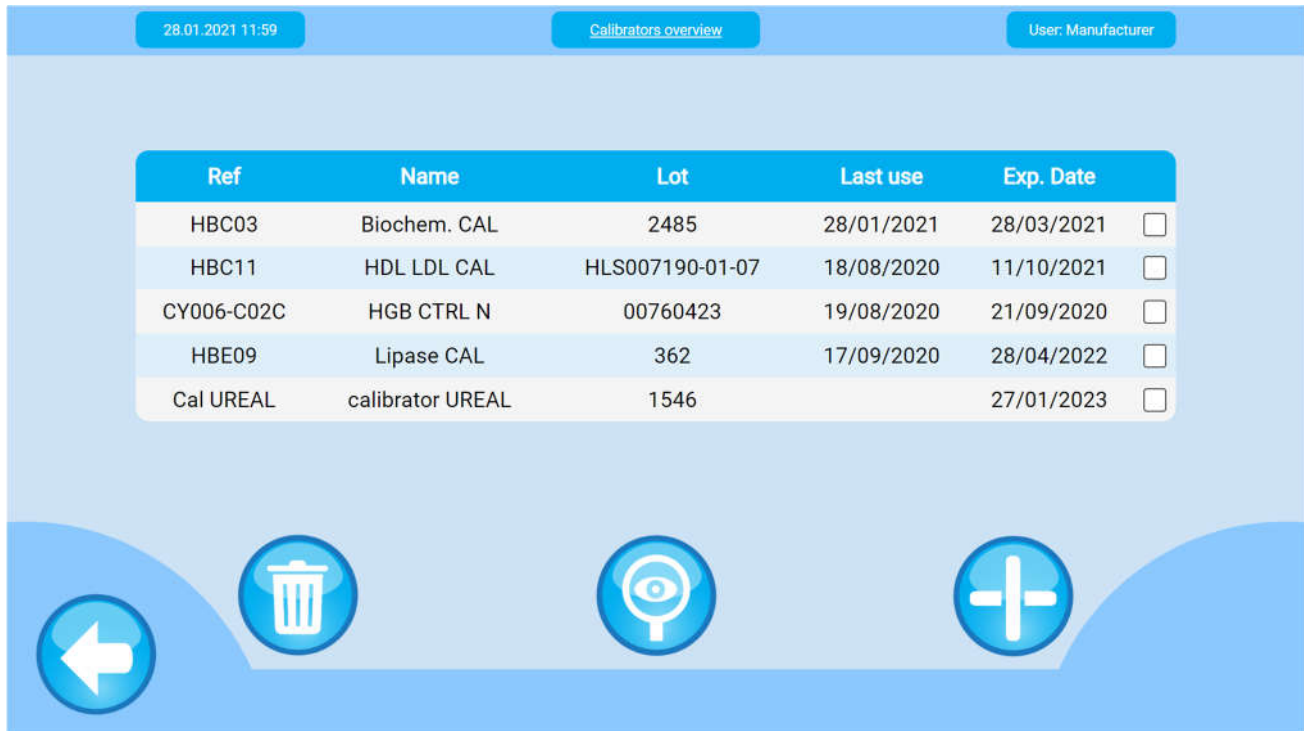 28.01.2021 11:59 Calibrators overview User: Manufacturer
Ref Name Lot Last use Exp. Date
HBC03 Biochem. CAL 2485 28/01/2021 28/03/2021
HBC11 HDL LDL CAL HLS007190-01-07 18/08/2020 11/10/2021
CY006-C02C HGB CTRL N 00760423 19/08/2020 21/09/2020
HBE09 Lipase CAL 362 17/09/2020 28/04/2022
Cal UREAL calibrator UREAL 1546 27/01/2023